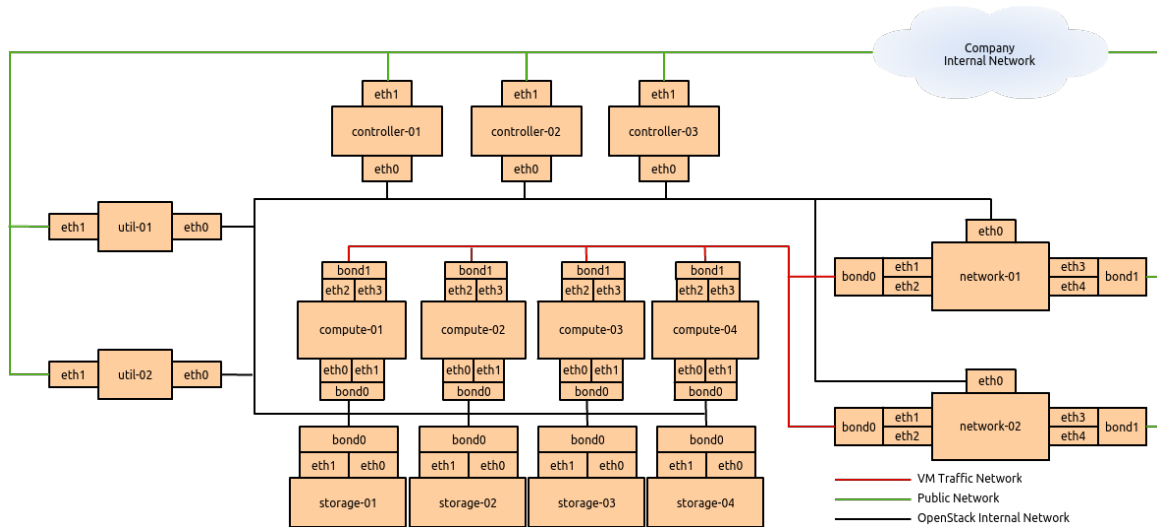 Company
Internal Network
eth1
eth1
eth1
controller-01
controller-02
controller-03
eth0
eth0
eth0
eth1
util-01
eth0
eth0
bond0
eth1
eth2
network-01
eth3
eth4
bond1
bond1
bond1
bond1
bond1
eth2
eth3
eth2
eth3
eth2
eth3
eth2
eth3
compute-01
compute-02
compute-03
compute-04
eth0
eth1
eth0
eth1
eth0
eth1
eth0
eth1
bond0
bond0
bond0
bond0
eth1
util-02
eth0
eth0
bond0
eth1
eth2
network-02
eth3
eth4
bond1
bond0
bond0
bond0
bond0
eth1
eth0
eth1
eth0
eth1
eth0
eth1
eth0
storage-01
storage-02
storage-03
storage-04
VM Traffic Network
Public Network
OpenStack Internal Network